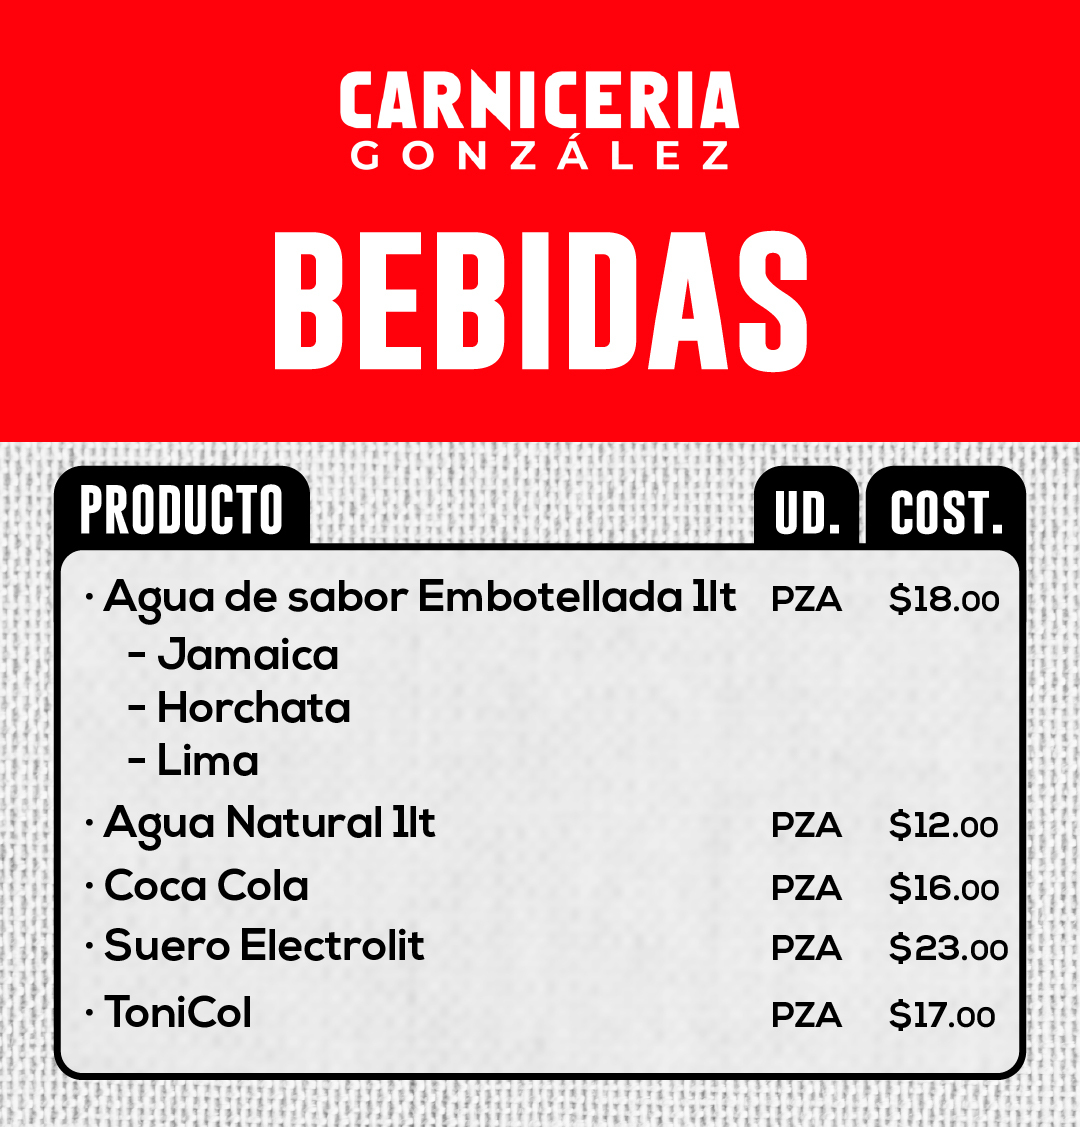 CARNICERIA
GONZÁLEZ
BEBIDAS
PRODUCTO UD. COST.
· Agua de sabor Embotellada 1lt PZA $18.00
- Jamaica
- Horchata
- Lima
· Agua Natural 1lt PZA $12.00
· Coca Cola PZA $16.00
· Suero Electrolit PZA $23.00
· ToniCol PZA $17.00